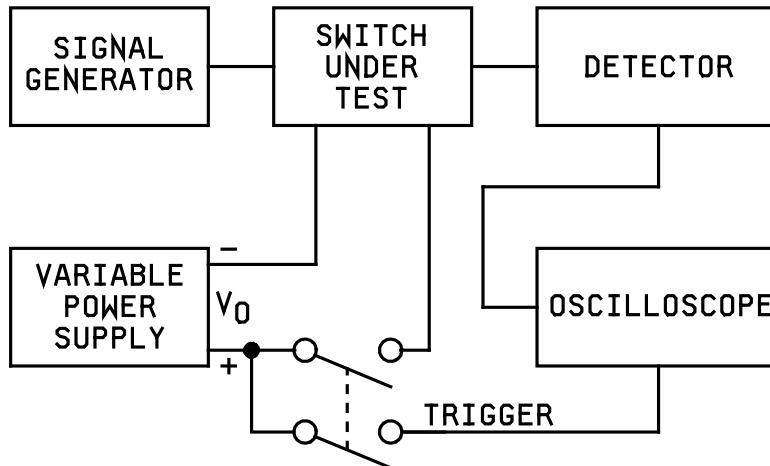 SIGNAL
GENERATOR
SWITCH
UNDER
TEST
DETECTOR
VARIABLE
POWER
SUPPLY
−
V0
+
OSCILLOSCOPE
TRIGGER